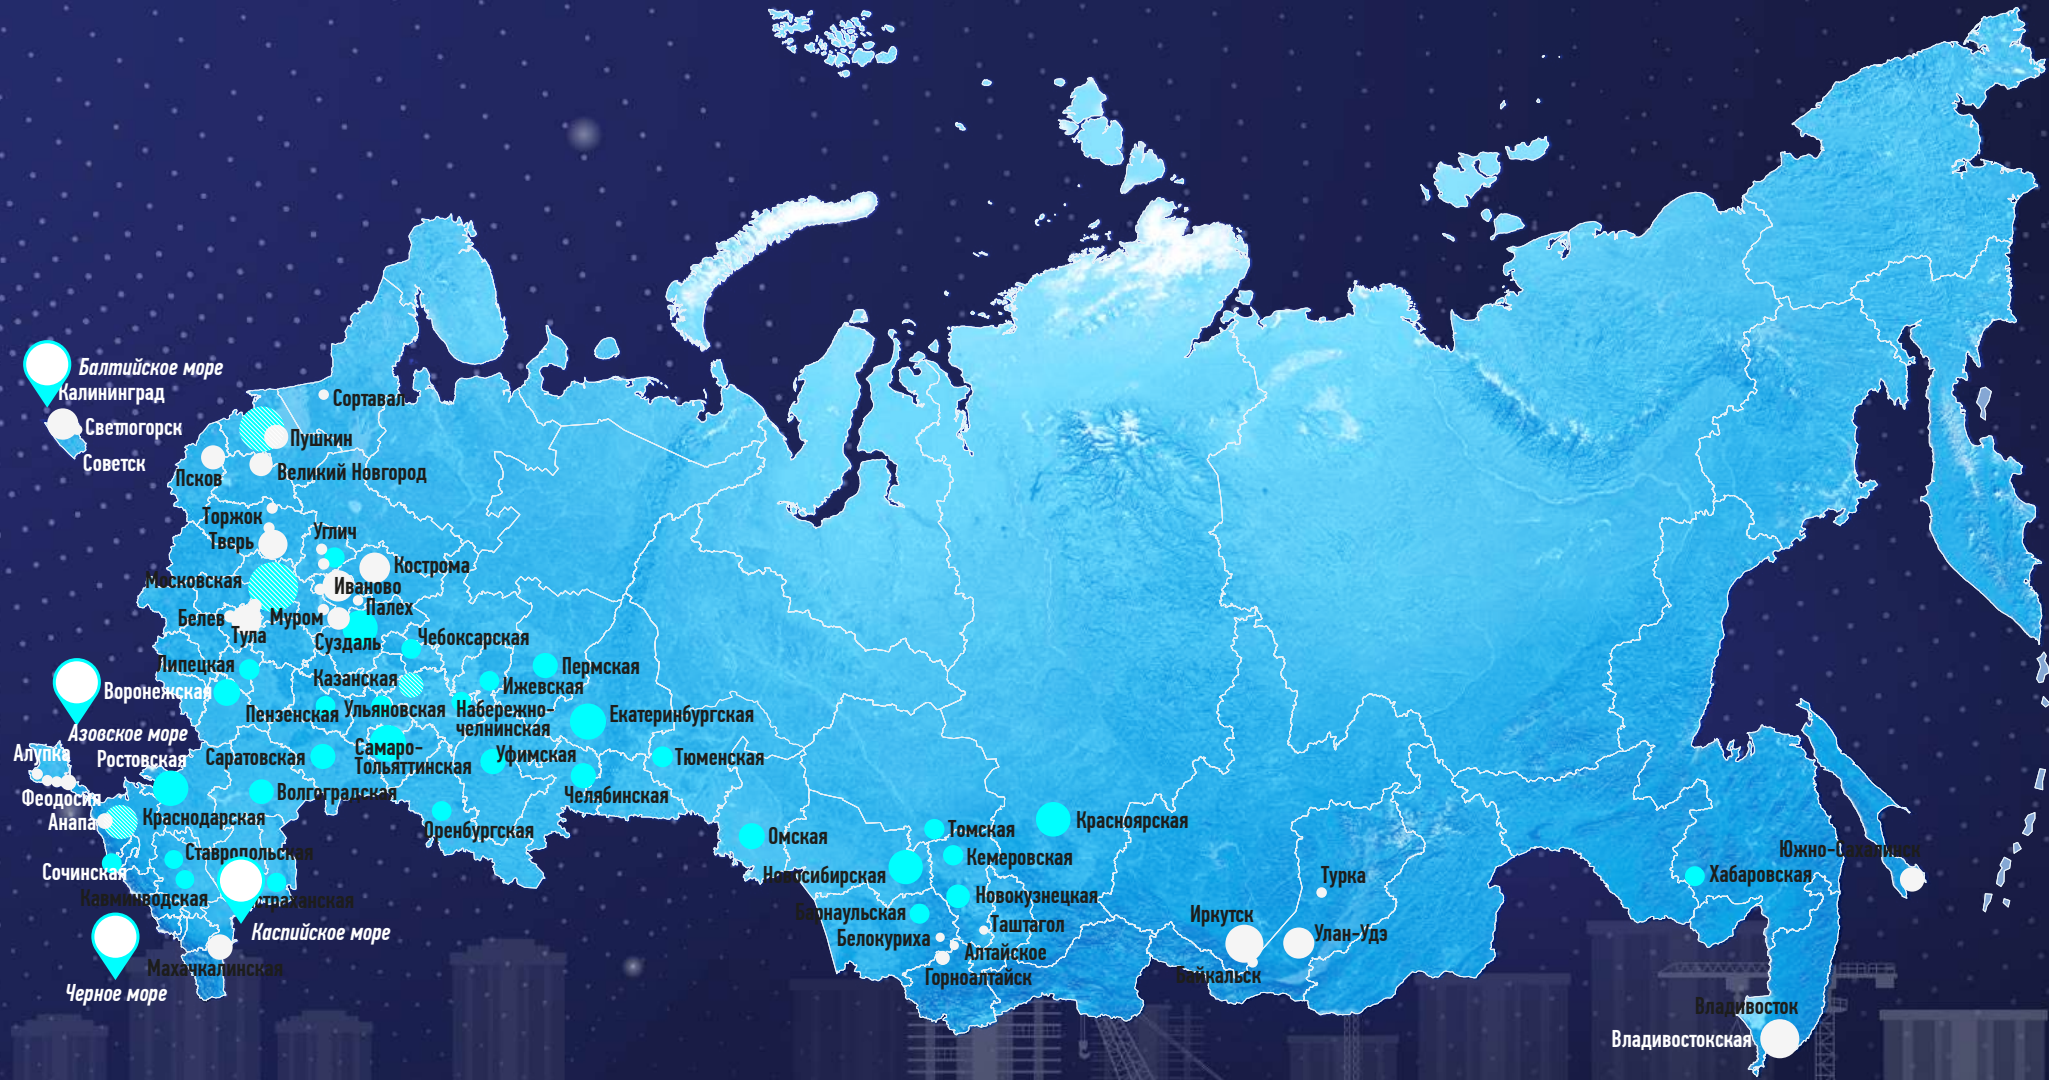 Балтийское море
Калининград
Светлогорск
Советск
Сортавал
Пушкин
Великий Новгород
Псков
Торжок
Тверь
Углич
Кострома
Московская
Иваново
Палех
Белев
Муром
Тула
Суздаль
Чебоксарская
Липецкая
Казанская
Пермская
Ижевская
Воронежская
Пензенская
Ульяновская
Набережно-
челнинская
Екатеринбургская
Азовское море
Алупка
Ростовская
Саратовская
Самаро-
Тольяттинская
Уфимская
Тюменская
Феодосия
Волгоградская
Челябинская
Анапа
Краснодарская
Оренбургская
Омская
Томская
Красноярская
Ставропольская
Кемеровская
Южно-Сахалинск
Сочинская
Новосибирская
Турка
Хабаровская
Кавминводская
страханская
Новокузнецкая
Барнаульская
Таштагол
Иркутск
Каспийское море
Белокуриха
Алтайское
Улан-Удэ
Махачкалинская
Горноалтайск
Байкальск
Черное море
Владивосток
Владивостокская